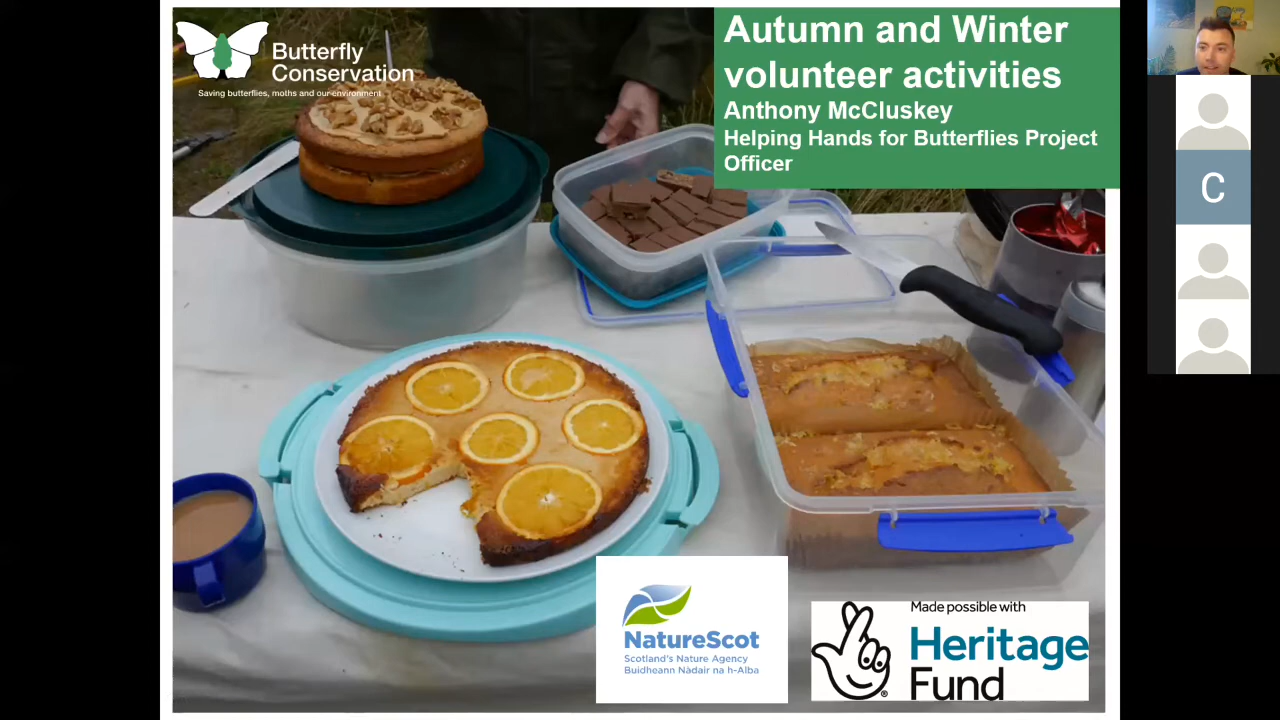 Butterfly
Conservation
Saving butterflies, moths and our environment
Autumn and Winter
volunteer activities
Anthony McCluskey
Helping Hands for Butterflies Project
Officer
C
NatureScot
Scotland's Nature Agency
Buidheann Nàdair na h-Alba
Made possible with
Heritage
Fund